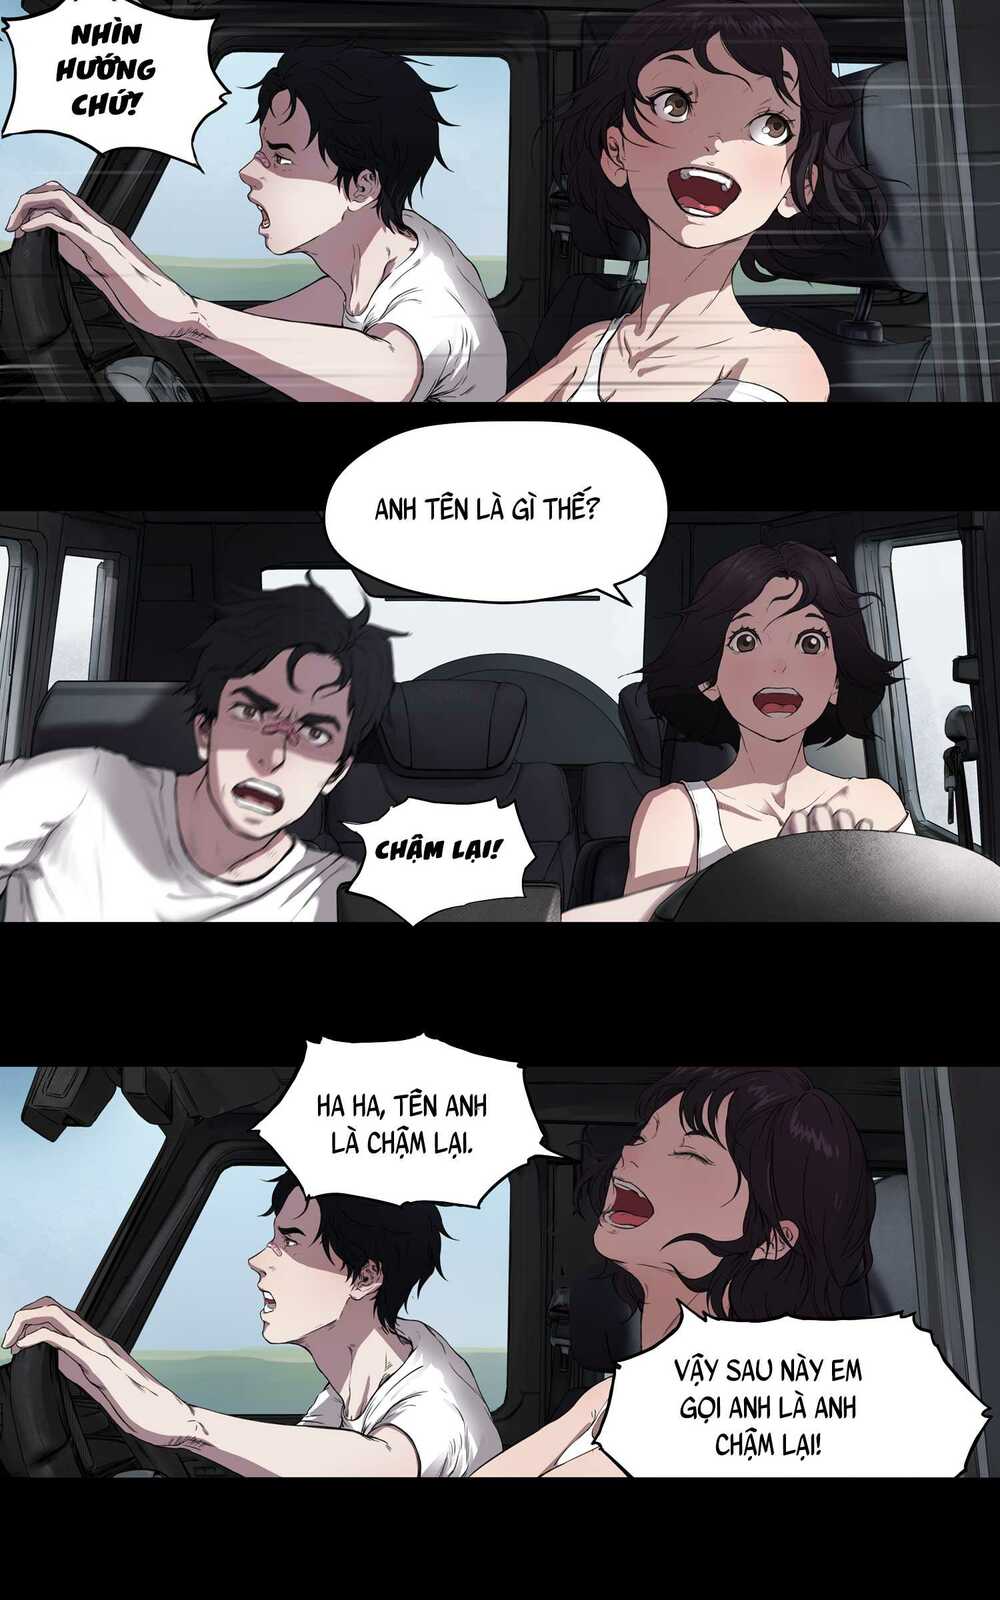 NHÌN
HƯỚNG
CHỨ!
ANH TÊN LÀ GÌ THẾ?
CHẬM LẠI!
HA HA, TÊN ANH
LÀ CHẬM LẠI.
VẬY SAU NÀY EM
GỌI ANH LÀ ANH
CHẬM LẠI!